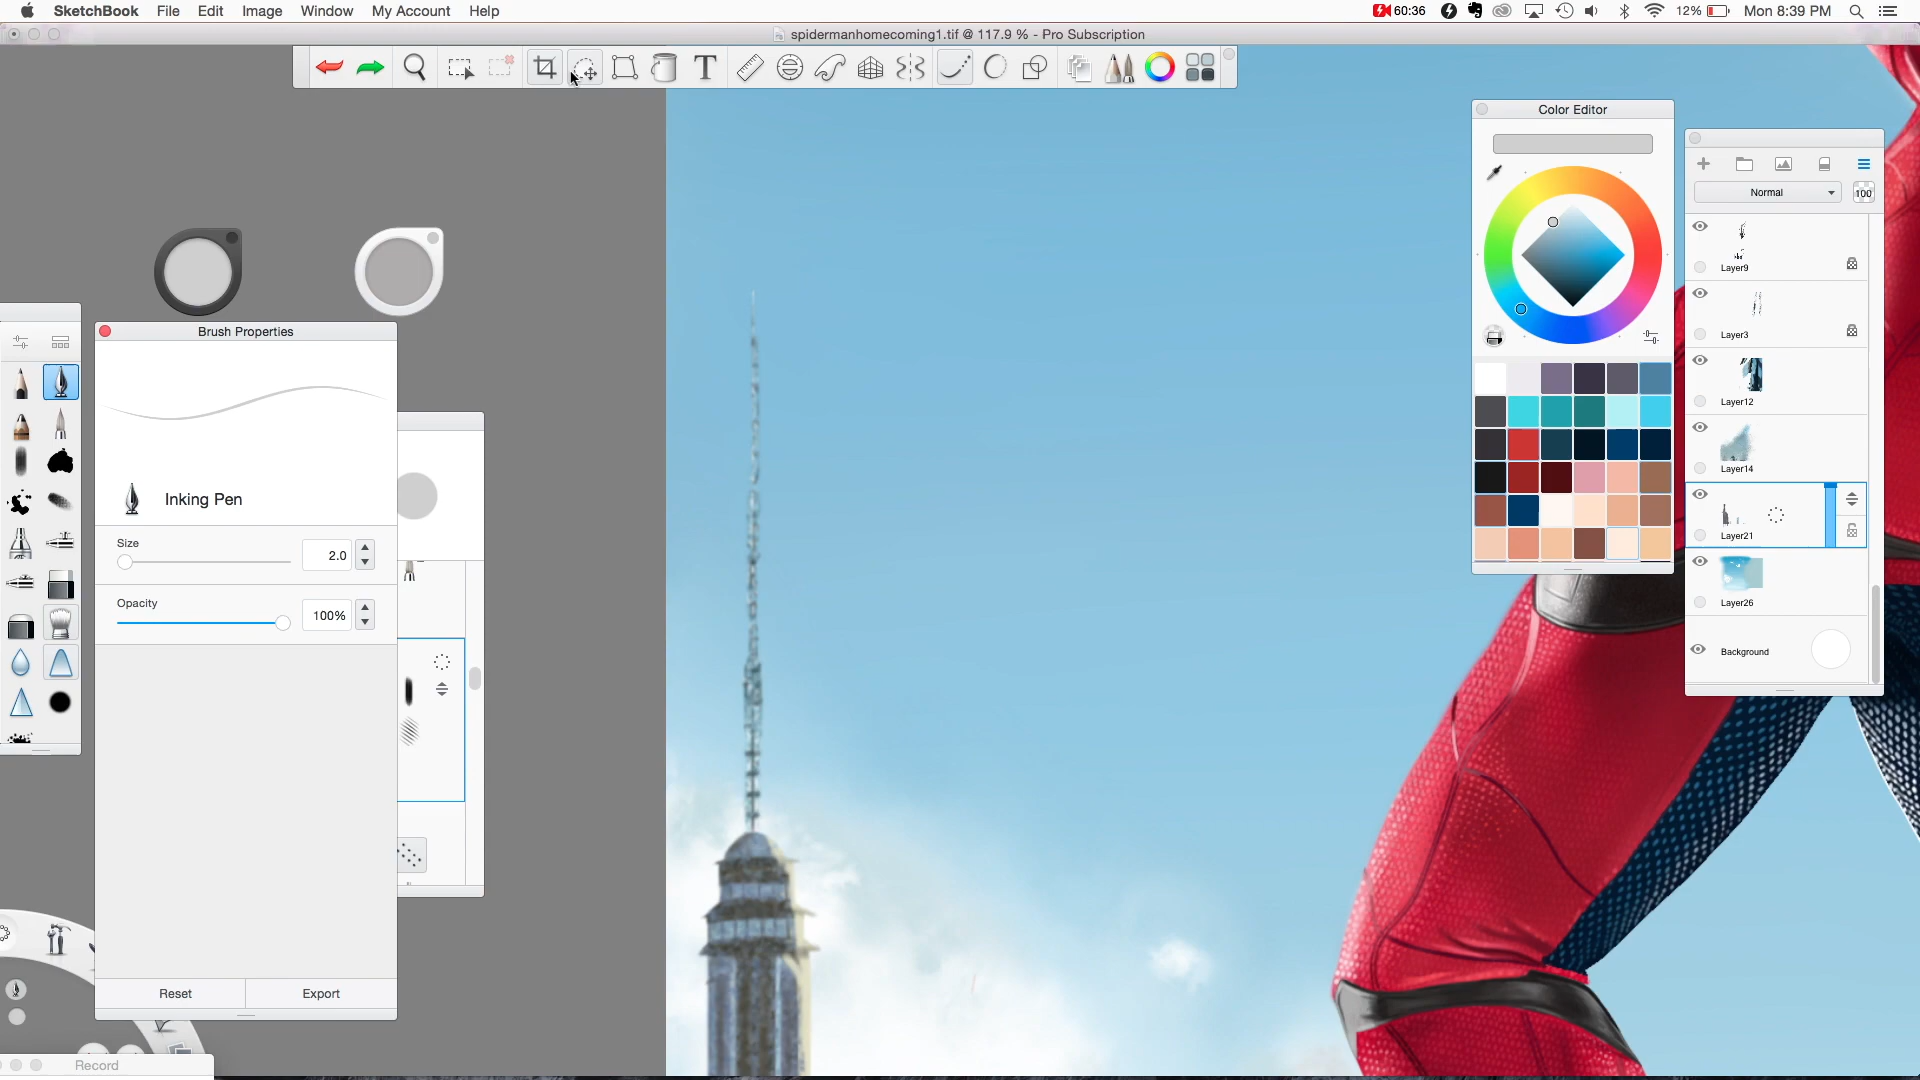 SketchBook File Edit Image Window My Account Help 60:36 12% Mon 8:39 PM
spidermanhomecoming1.tif @ 117.9 % - Pro Subscription
T
Color Editor
Normal 100
Layer9
Layer3
Layer12
Layer14
Layer21
Layer26
Background
Brush Properties
Inking Pen
Size
2.0
Opacity
100%
Reset Export
Record